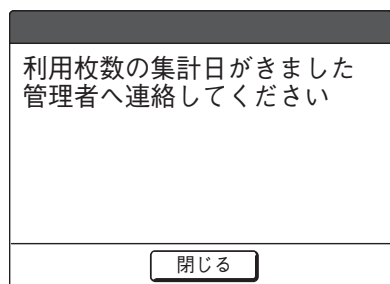 利用枚数の集計日がきました
管理者へ連絡してください
閉じる